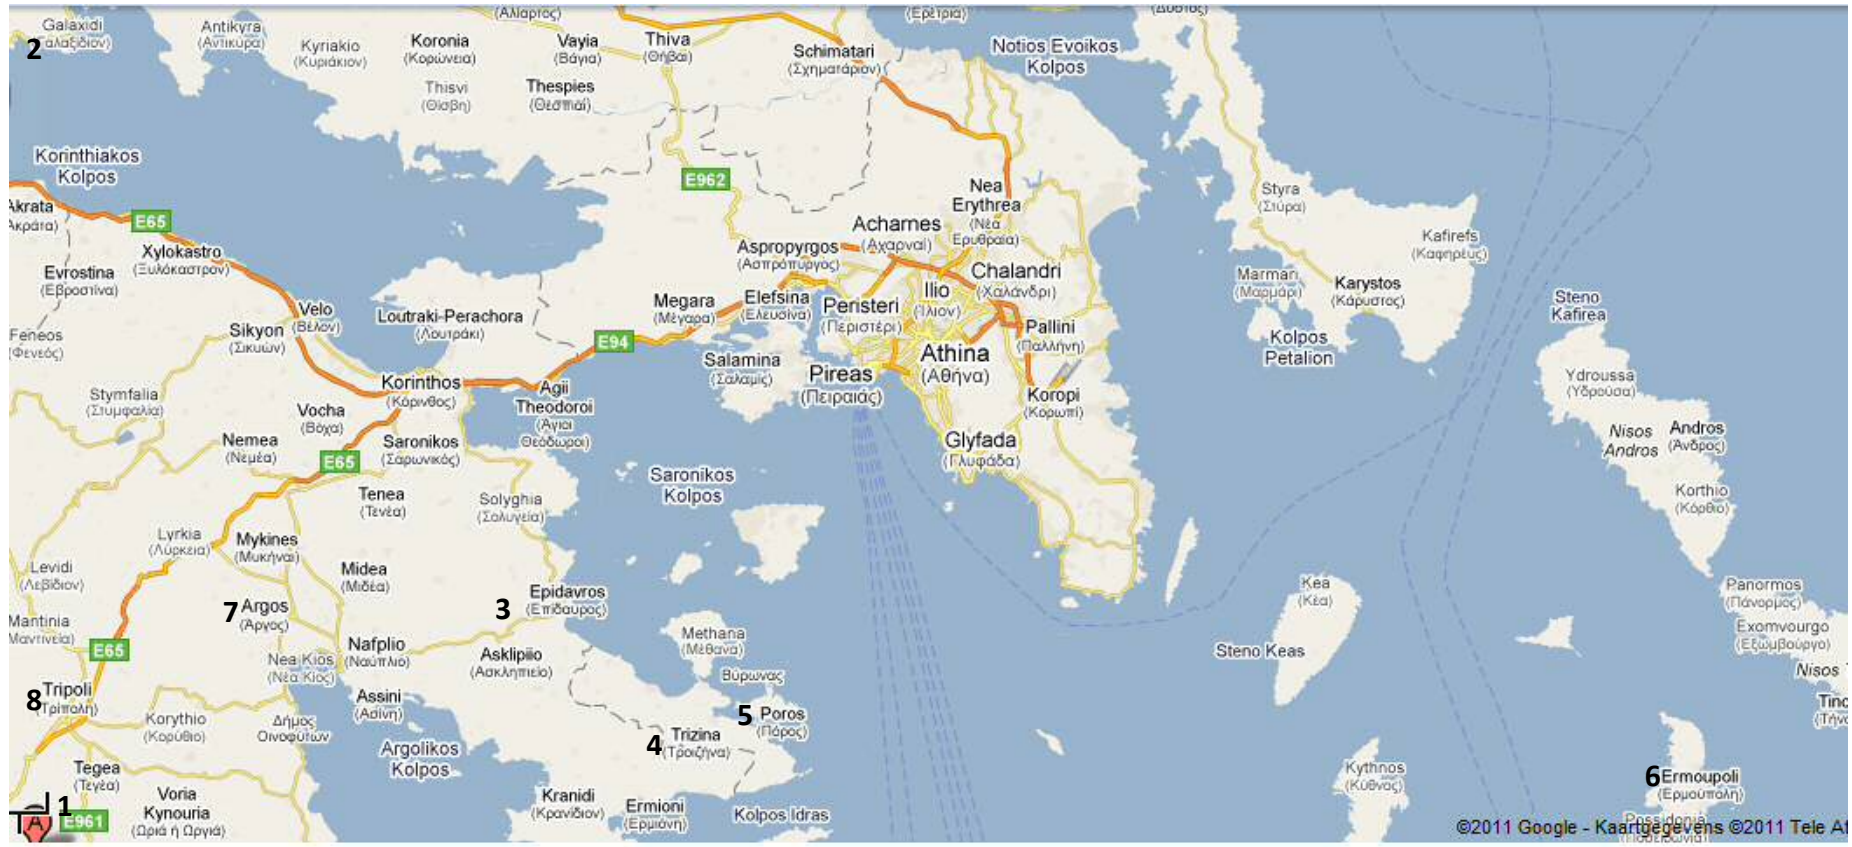 Galaxidi
2
Antikyra
(Αντικύρα)
Kyriakio
(Κυριάκιον)
Koronia
(Κορώνεια)
(Αλίαρτος)
Vayia
(Βάγια)
Thiva
(Θήβαι)
Schimatari
(Σχηματάριον)
(Ερέτρια)
Notios Evoikos
Kolpos
(Δύστος)
Thisvi
(Θίσβη)
Thespies
(Θεσπιαί)
Korinthiakos
Kolpos
E962
Akrata
E65
Xylokastro
(Ξυλόκαστρον)
Evrostina
(Εβροστίνα)
Nea
Erythrea
(Νέα
Ερυθραία)
Acharnes
(Αχαρναί)
Aspropyrgos
(Ασπρόπυργος)
Styra
(Στύρα)
Kafirefs
(Καφηρεύς)
Chalandri
(Χαλάνδρι)
Ilio
(Ίλιον)
Marmari
(Μαρμάρι)
Karystos
(Κάρυστος)
Steno
Kafirea
Feneos
(Φενεός)
Velo
(Βέλον)
Sikyon
(Σικυών)
Loutraki-Perachora
(Λουτράκι)
E94
Megara
(Μέγαρα)
Elefsina
(Ελευσίνα)
Peristeri
(Περιστέρι)
Pallini
(Παλλήνη)
Kolpos
Petalion
Salamina
(Σαλαμίς)
Athina
(Αθήνα)
Pireas
(Πειραιάς)
Koropi
(Κορωπί)
Ydroussa
(Υδρούσα)
Stymfalia
(Στυμφαλία)
Korinthos
(Κόρινθος)
Agii
Theodoroi
(Άγιοι
Θεόδωροι)
Vocha
(Βόχα)
Nemea
(Νεμέα)
Saronikos
(Σαρωνικός)
E65
Glyfada
(Γλυφάδα)
Nisos
Andros
Andros
(Άνδρος)
Saronikos
Kolpos
Korthio
(Κόρθιο)
Tenea
(Τενέα)
Solyghia
(Σολυγεία)
Lyrkia
(Λύρκεια)
Mykines
(Μυκήναι)
Midea
(Μιδέα)
Levidi
(Λεβίδιον)
Epidavros
(Επίδαυρος)
3
7
Argos
(Άργος)
Kea
(Κέα)
Panormos
(Πάνορμος)
Exomvourgo
(Εξώμβουργο)
Mantinia
(Μαντινεία)
E65
Nafplio
(Ναύπλιο)
Nea Kios
(Νέα Κίος)
Asklipiio
(Ασκληπιείο)
Methana
(Μέθανα)
Βύρωνας
Steno Keas
Nisos
8
Tripoli
(Τρίπολη)
Assini
(Ασίνη)
Korythio
(Κορύθιο)
Δήμος
Οινοφύτων
5
Poros
(Πόρος)
4
Trizina
(Τροιζήνα)
Argolikos
Kolpos
Tegea
(Τεγέα)
Voria
Kynouria
(Ωριά ή Ωργιά)
1
E961
A
Kranidi
(Κρανίδιον)
Ermioni
(Ερμιόνη)
Kolpos Idras
Kythnos
(Κύθνος)
6
Ermoupoli
(Ερμούπολη)
Possidonia
(Ποσειδωνία)
©2011 Google - Kaartgegevens ©2011 Tele